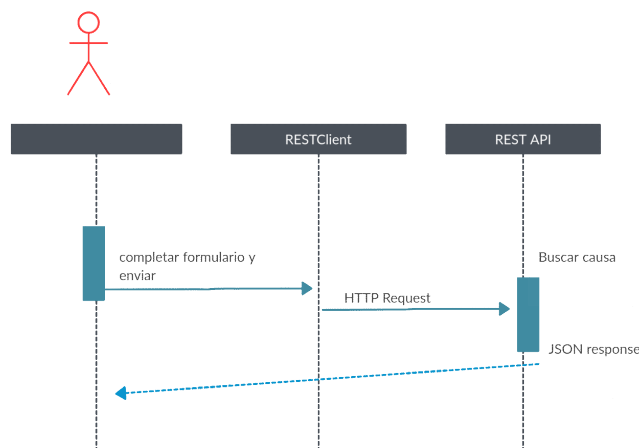 RESTClient
REST API
completar formulario y
enviar
Buscar causa
HTTP Request
JSON response